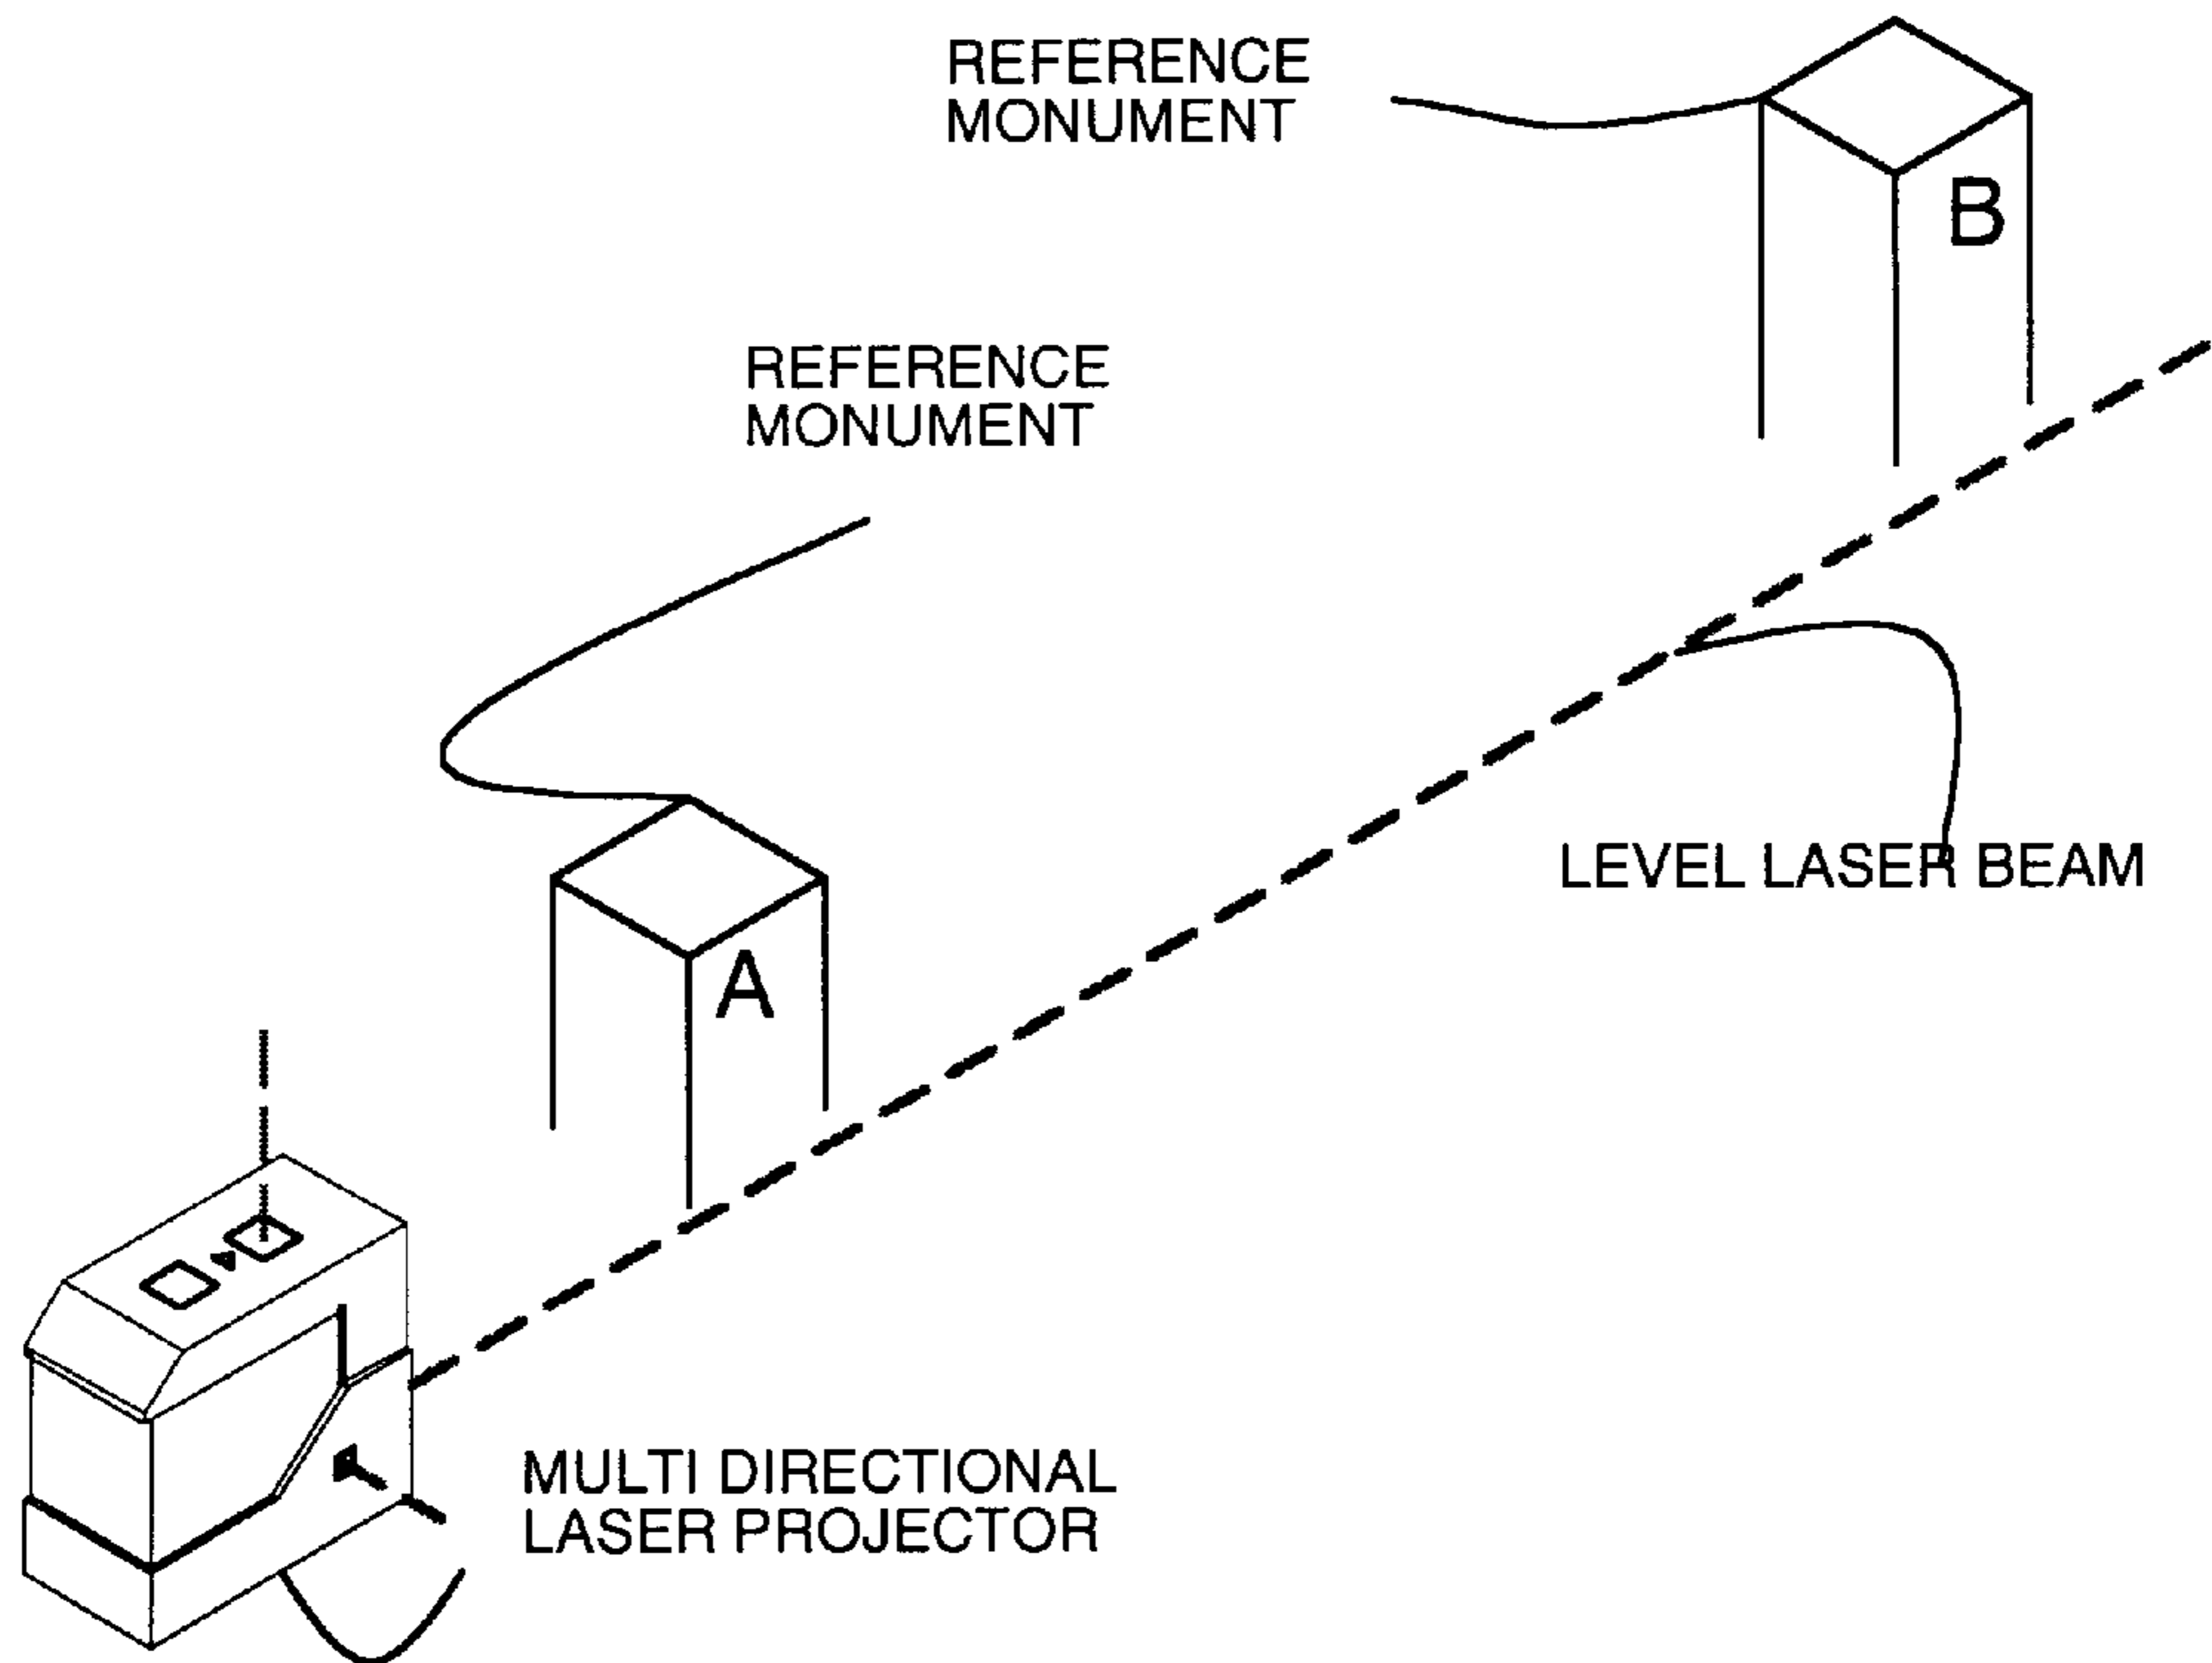 REFERENCE
MONUMENT
B
REFERENCE
MONUMENT
LEVEL LASER BEAM
A
MULTI DIRECTIONAL
LASER PROJECTOR